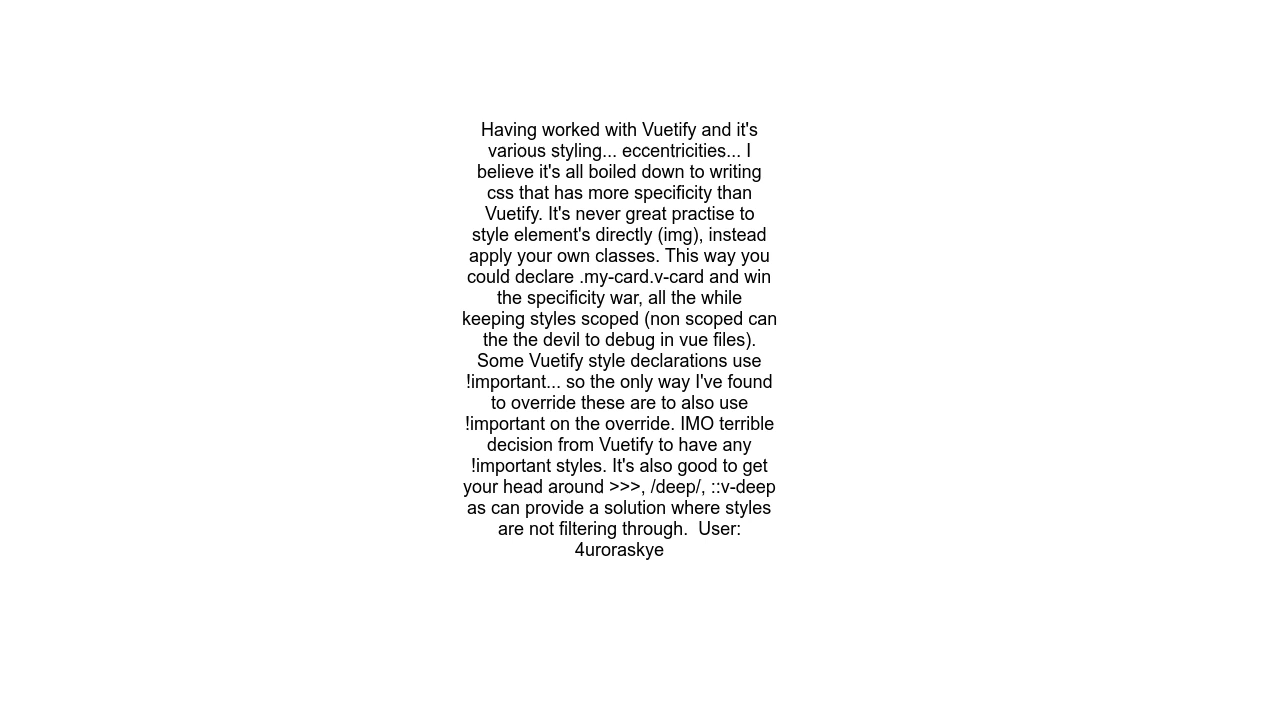 Having worked with Vuetify and it's
various styling... eccentricities... I
believe it's all boiled down to writing
css that has more specificity than
Vuetify. It's never great practise to
style element's directly (img), instead
apply your own classes. This way you
could declare .my-card.v-card and win
the specificity war, all the while
keeping styles scoped (non scoped can
the the devil to debug in vue files).
Some Vuetify style declarations use
!important... so the only way I've found
to override these are to also use
!important on the override. IMO terrible
decision from Vuetify to have any
!important styles. It's also good to get
your head around >>>, /deep/, ::v-deep
as can provide a solution where styles
are not filtering through.  User:
4uroraskye